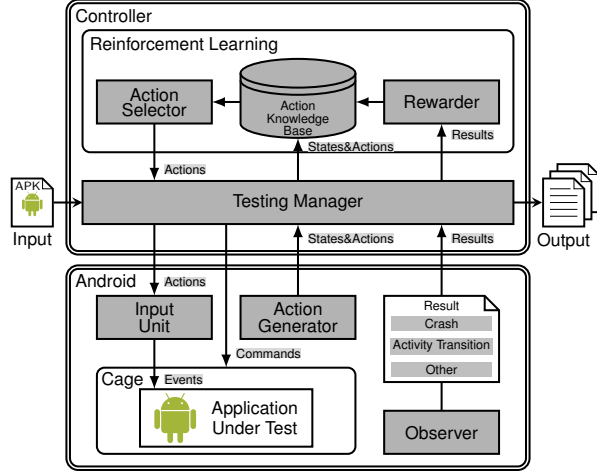 Controller
Reinforcement Learning
Action
Selector
Action
Knowledge
Base
Rewarder
States&Actions
Results
Actions
APK
Input
Testing Manager
Output
States&Actions
Results
Android
Actions
Input
Unit
Action
Generator
Result
Crash
Activity Transition
Other
Commands
Cage
Events
Application
Under Test
Observer